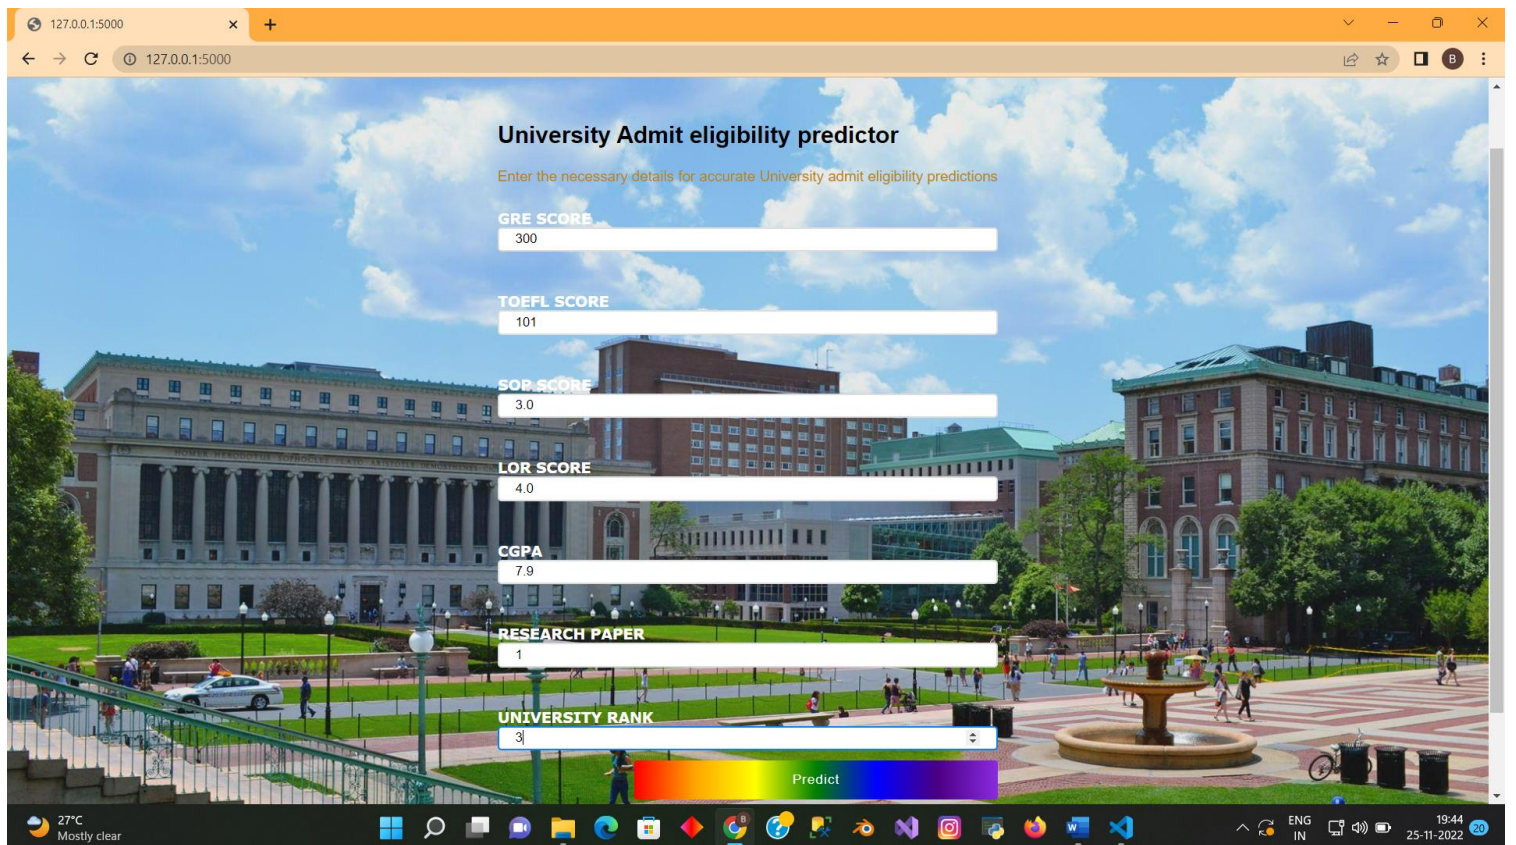 127.0.0.1:5000
127.0.0.1:5000
B
University Admit eligibility predictor
Enter the necessary details for accurate University admit eligibility predictions
GRE SCORE
300
TOEFL SCORE
101
SOP SCORE
3.0
LOR SCORE
4.0
CGPA
7.9
RESEARCH PAPER
1
UNIVERSITY RANK
3
Predict
27°C
Mostly clear
ENG
IN
19:44
25-11-2022
20